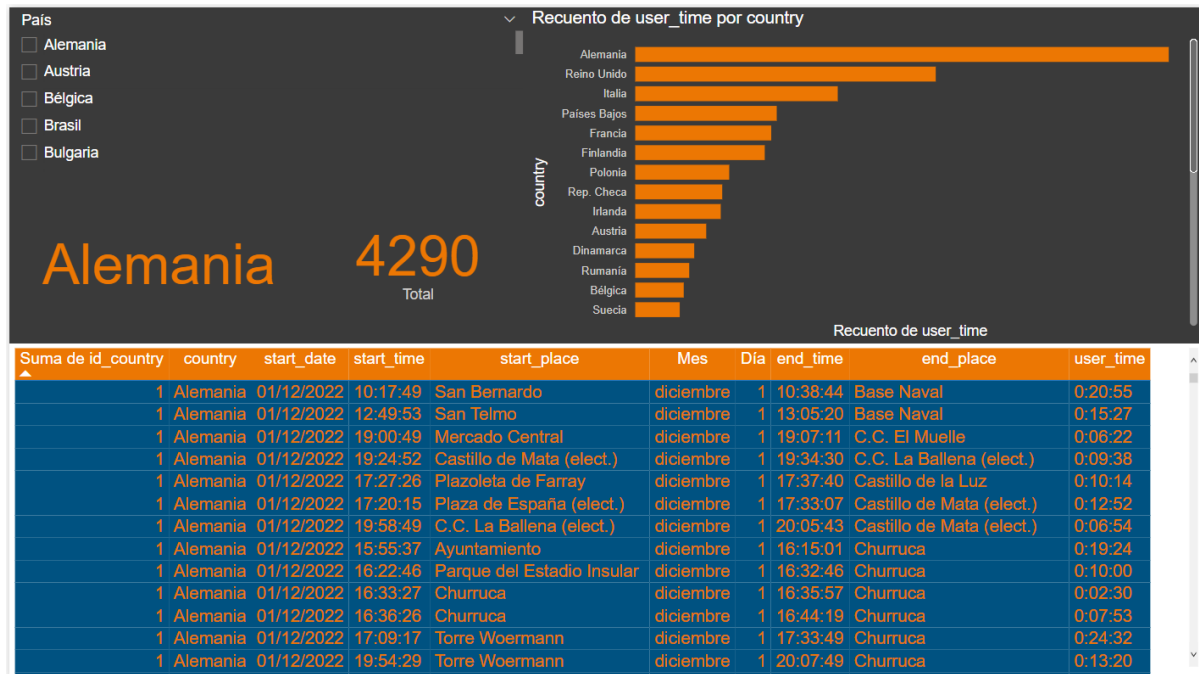 País
Alemania
Austria
Bélgica
Brasil
Bulgaria
Alemania
4290
Total
Recuento de user_time por country
country
Alemania
Reino Unido
Italia
Países Bajos
Francia
Finlandia
Polonia
Rep. Checa
Irlanda
Austria
Dinamarca
Rumanía
Bélgica
Suecia
Recuento de user_time
Suma de id_country country start_date start_time start_place Mes Día end_time end_place user_time
1 Alemania 01/12/2022 10:17:49 San Bernardo diciembre 1 10:38:44 Base Naval 0:20:55
1 Alemania 01/12/2022 12:49:53 San Telmo diciembre 1 13:05:20 Base Naval 0:15:27
1 Alemania 01/12/2022 19:00:49 Mercado Central diciembre 1 19:07:11 C.C. El Muelle 0:06:22
1 Alemania 01/12/2022 19:24:52 Castillo de Mata (elect.) diciembre 1 19:34:30 C.C. La Ballena (elect.) 0:09:38
1 Alemania 01/12/2022 17:27:26 Plazoleta de Farray diciembre 1 17:37:40 Castillo de la Luz 0:10:14
1 Alemania 01/12/2022 17:20:15 Plaza de España (elect.) diciembre 1 17:33:07 Castillo de Mata (elect.) 0:12:52
1 Alemania 01/12/2022 19:58:49 C.C. La Ballena (elect.) diciembre 1 20:05:43 Castillo de Mata (elect.) 0:06:54
1 Alemania 01/12/2022 15:55:37 Ayuntamiento diciembre 1 16:15:01 Churruca 0:19:24
1 Alemania 01/12/2022 16:22:46 Parque del Estadio Insular diciembre 1 16:32:46 Churruca 0:10:00
1 Alemania 01/12/2022 16:33:27 Churruca diciembre 1 16:35:57 Churruca 0:02:30
1 Alemania 01/12/2022 16:36:26 Churruca diciembre 1 16:44:19 Churruca 0:07:53
1 Alemania 01/12/2022 17:09:17 Torre Woermann diciembre 1 17:33:49 Churruca 0:24:32
1 Alemania 01/12/2022 19:54:29 Torre Woermann diciembre 1 20:07:49 Churruca 0:13:20